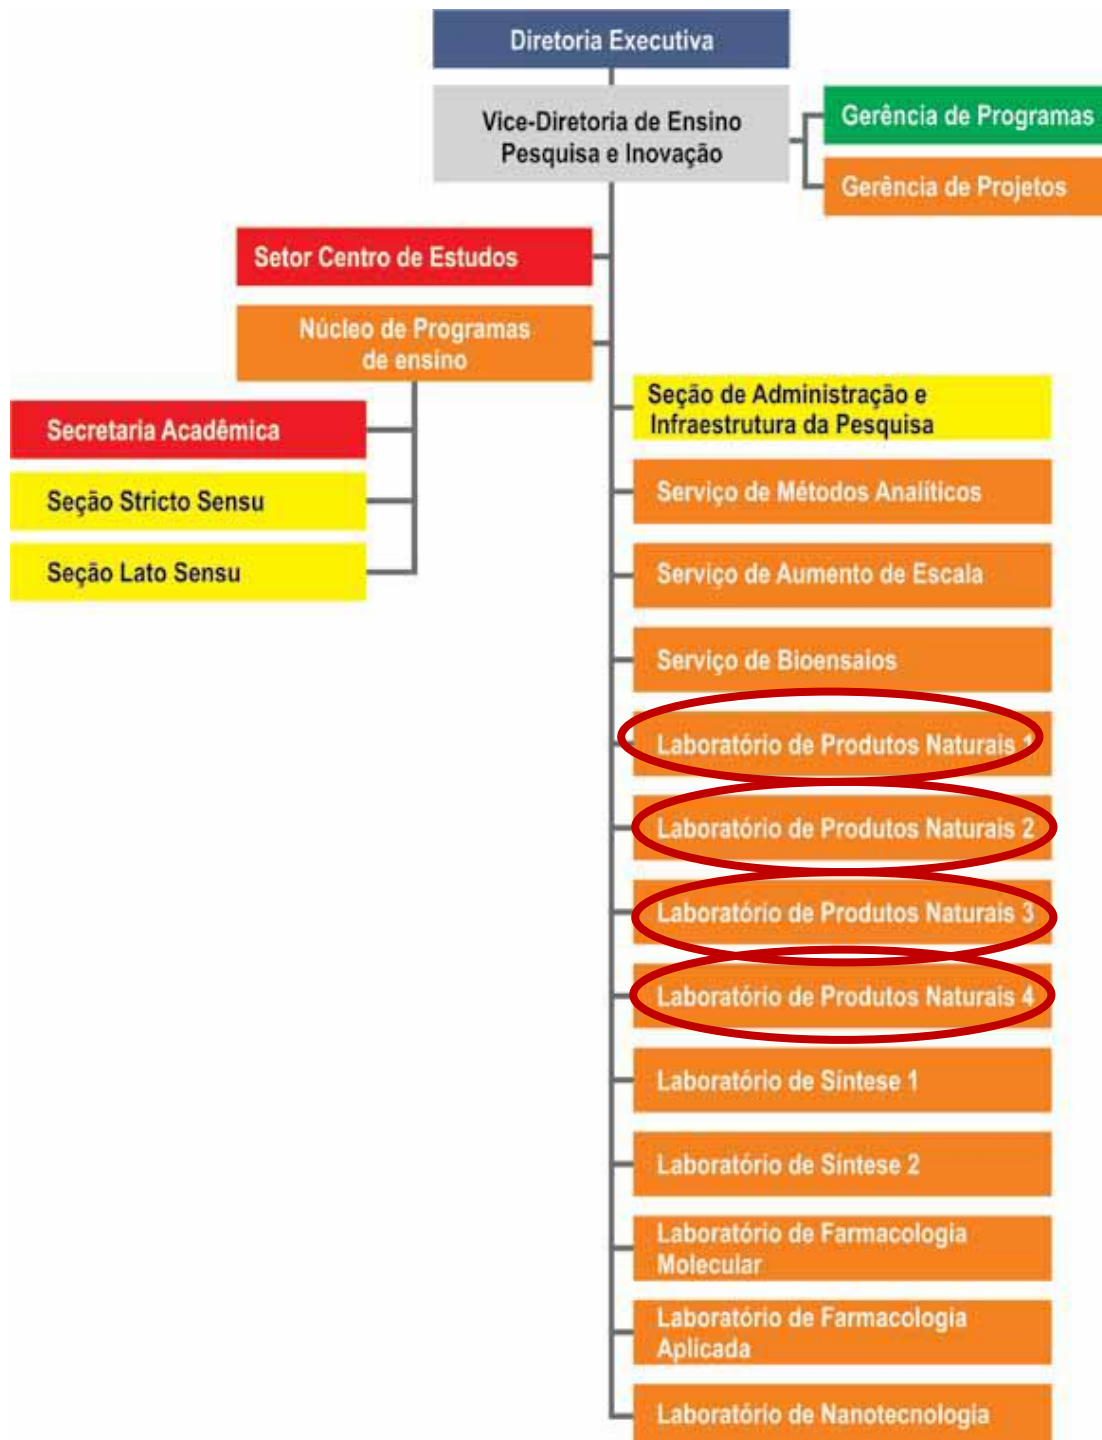 Diretoria Executiva
Vice-Diretoria de Ensino
Pesquisa e Inovação
Gerência de Programas
Gerência de Projetos
Setor Centro de Estudos
Núcleo de Programas
de ensino
Secretaria Acadêmica
Seção Stricto Sensu
Seção Lato Sensu
Seção de Administração e
Infraestrutura da Pesquisa
Serviço de Métodos Analíticos
Serviço de Aumento de Escala
Serviço de Bioensaios
Laboratório de Produtos Naturais 1
Laboratório de Produtos Naturais 2
Laboratório de Produtos Naturais 3
Laboratório de Produtos Naturais 4
Laboratório de Síntese 1
Laboratório de Síntese 2
Laboratório de Farmacologia
Molecular
Laboratório de Farmacologia
Aplicada
Laboratório de Nanotecnologia